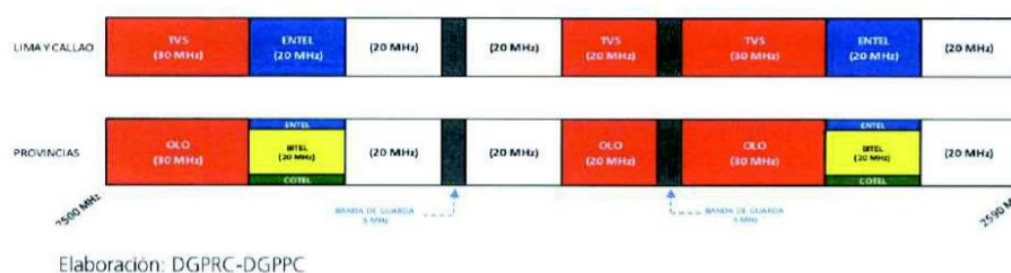 LIMA Y CALLAO
TVS (30 MHz)
ENTEL (20 MHz)
(20 MHz)
(20 MHz)
TVS (20 MHz)
TVS (30 MHz)
ENTEL (20 MHz)
(20 MHz)
PROVINCIAS
OLO (30 MHz)
ENTEL
BITEL (20 MHz)
COTEL
(20 MHz)
(20 MHz)
OLO (20 MHz)
OLO (30 MHz)
ENTEL
BITEL (20 MHz)
COTEL
(20 MHz)
2500 MHz
BANDA DE GUARDA
BANDA DE GUARDA
2590 M
Elaboración: DGPRC-DGPPC